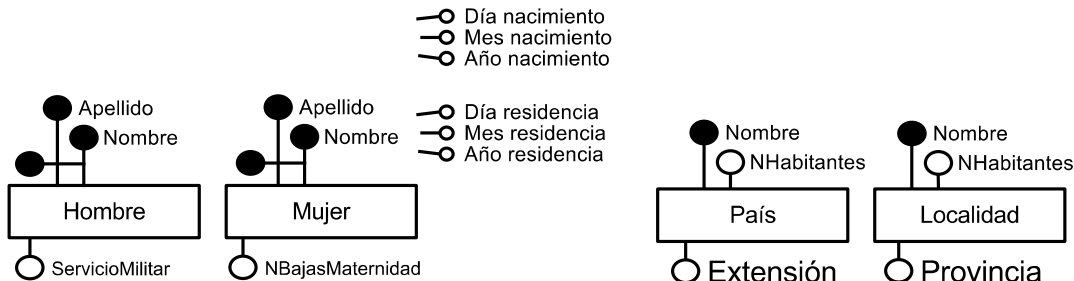 Día nacimiento
Mes nacimiento
Año nacimiento
Apellido
Nombre
Hombre
ServicioMilitar
Apellido
Nombre
Mujer
NBajasMaternidad
Día residencia
Mes residencia
Año residencia
Nombre
NHabitantes
País
Extensión
Nombre
NHabitantes
Localidad
Provincia